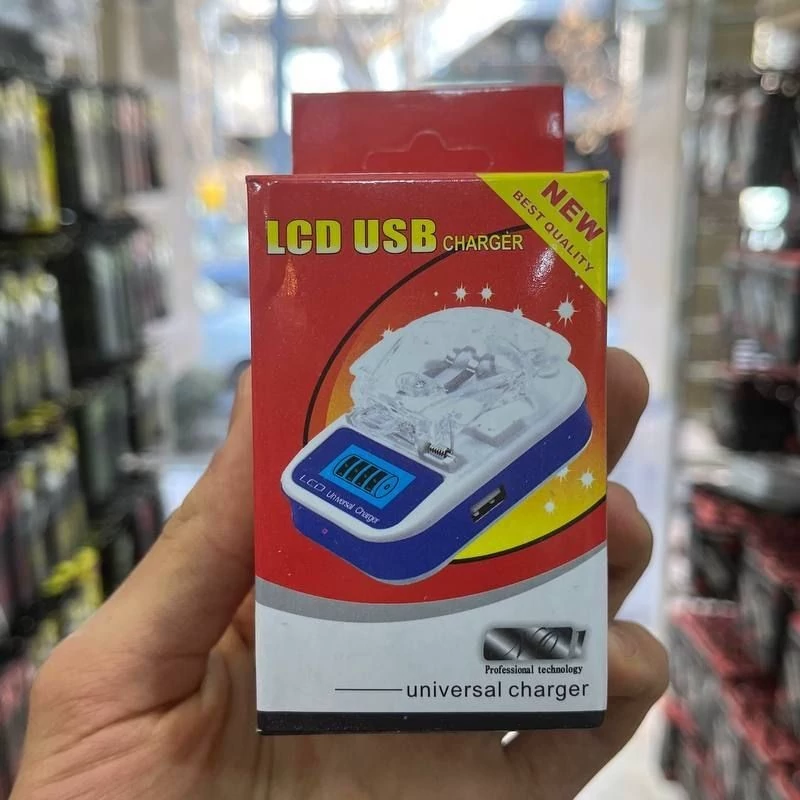 NEW
BEST QUALITY
LCD USB CHARGER
LCD Universal Charger
Professional technology
universal charger